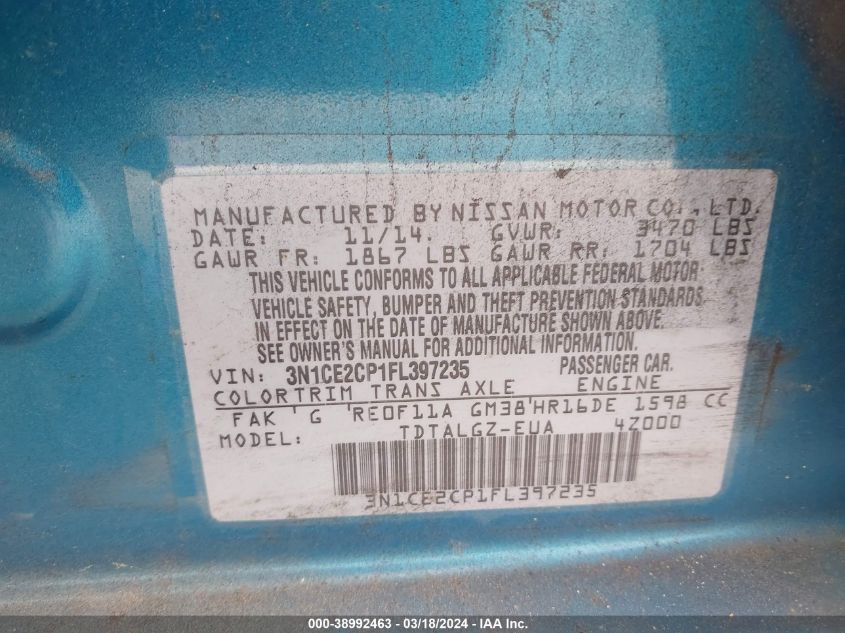 MANUFACTURED BY NISSAN MOTOR CO., LTD.
DATE: 11/14. GVWR: 3470 LBS
GAWR FR: 1867 LBS GAWR RR: 1704 LBS
THIS VEHICLE CONFORMS TO ALL APPLICABLE FEDERAL MOTOR
VEHICLE SAFETY, BUMPER AND THEFT PREVENTION STANDARDS
IN EFFECT ON THE DATE OF MANUFACTURE SHOWN ABOVE.
SEE OWNER'S MANUAL FOR ADDITIONAL INFORMATION.
VIN: 3N1CE2CP1FL397235 PASSENGER CAR.
COLOR TRIM TRANS AXLE ENGINE
FAK ' G 'RE0F11A GM38'HR16DE 1598 CC
MODEL: TDTALGZ-EUA 4Z000
3N1CE2CP1FL397235
000-38992463 | 03/18/2024 | IAA, Inc.